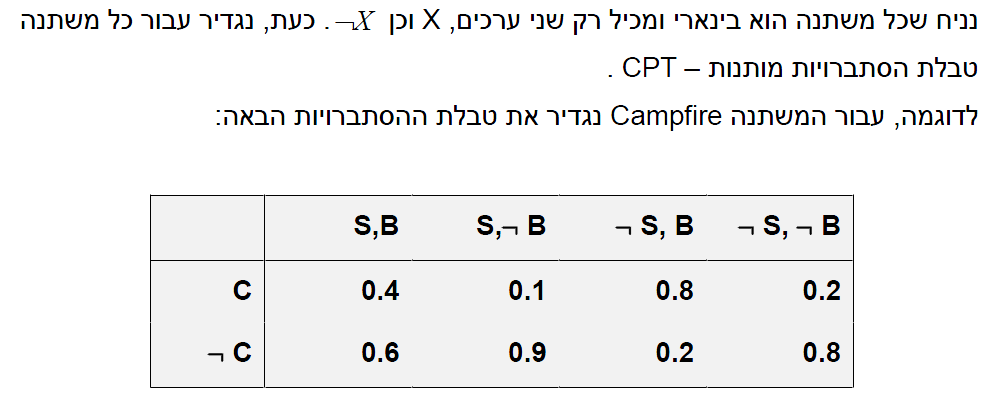 נניח שכל משתנה הוא בינארי ומכיל רק שני ערכים, X וכן ¬X. כעת, נגדיר עבור כל משתנה
טבלת הסתברויות מותנות – CPT .
לדוגמה, עבור המשתנה Campfire נגדיר את טבלת ההסתברויות הבאה:
S,B S,¬ B ¬ S, B ¬ S, ¬ B
C 0.4 0.1 0.8 0.2
¬ C 0.6 0.9 0.2 0.8